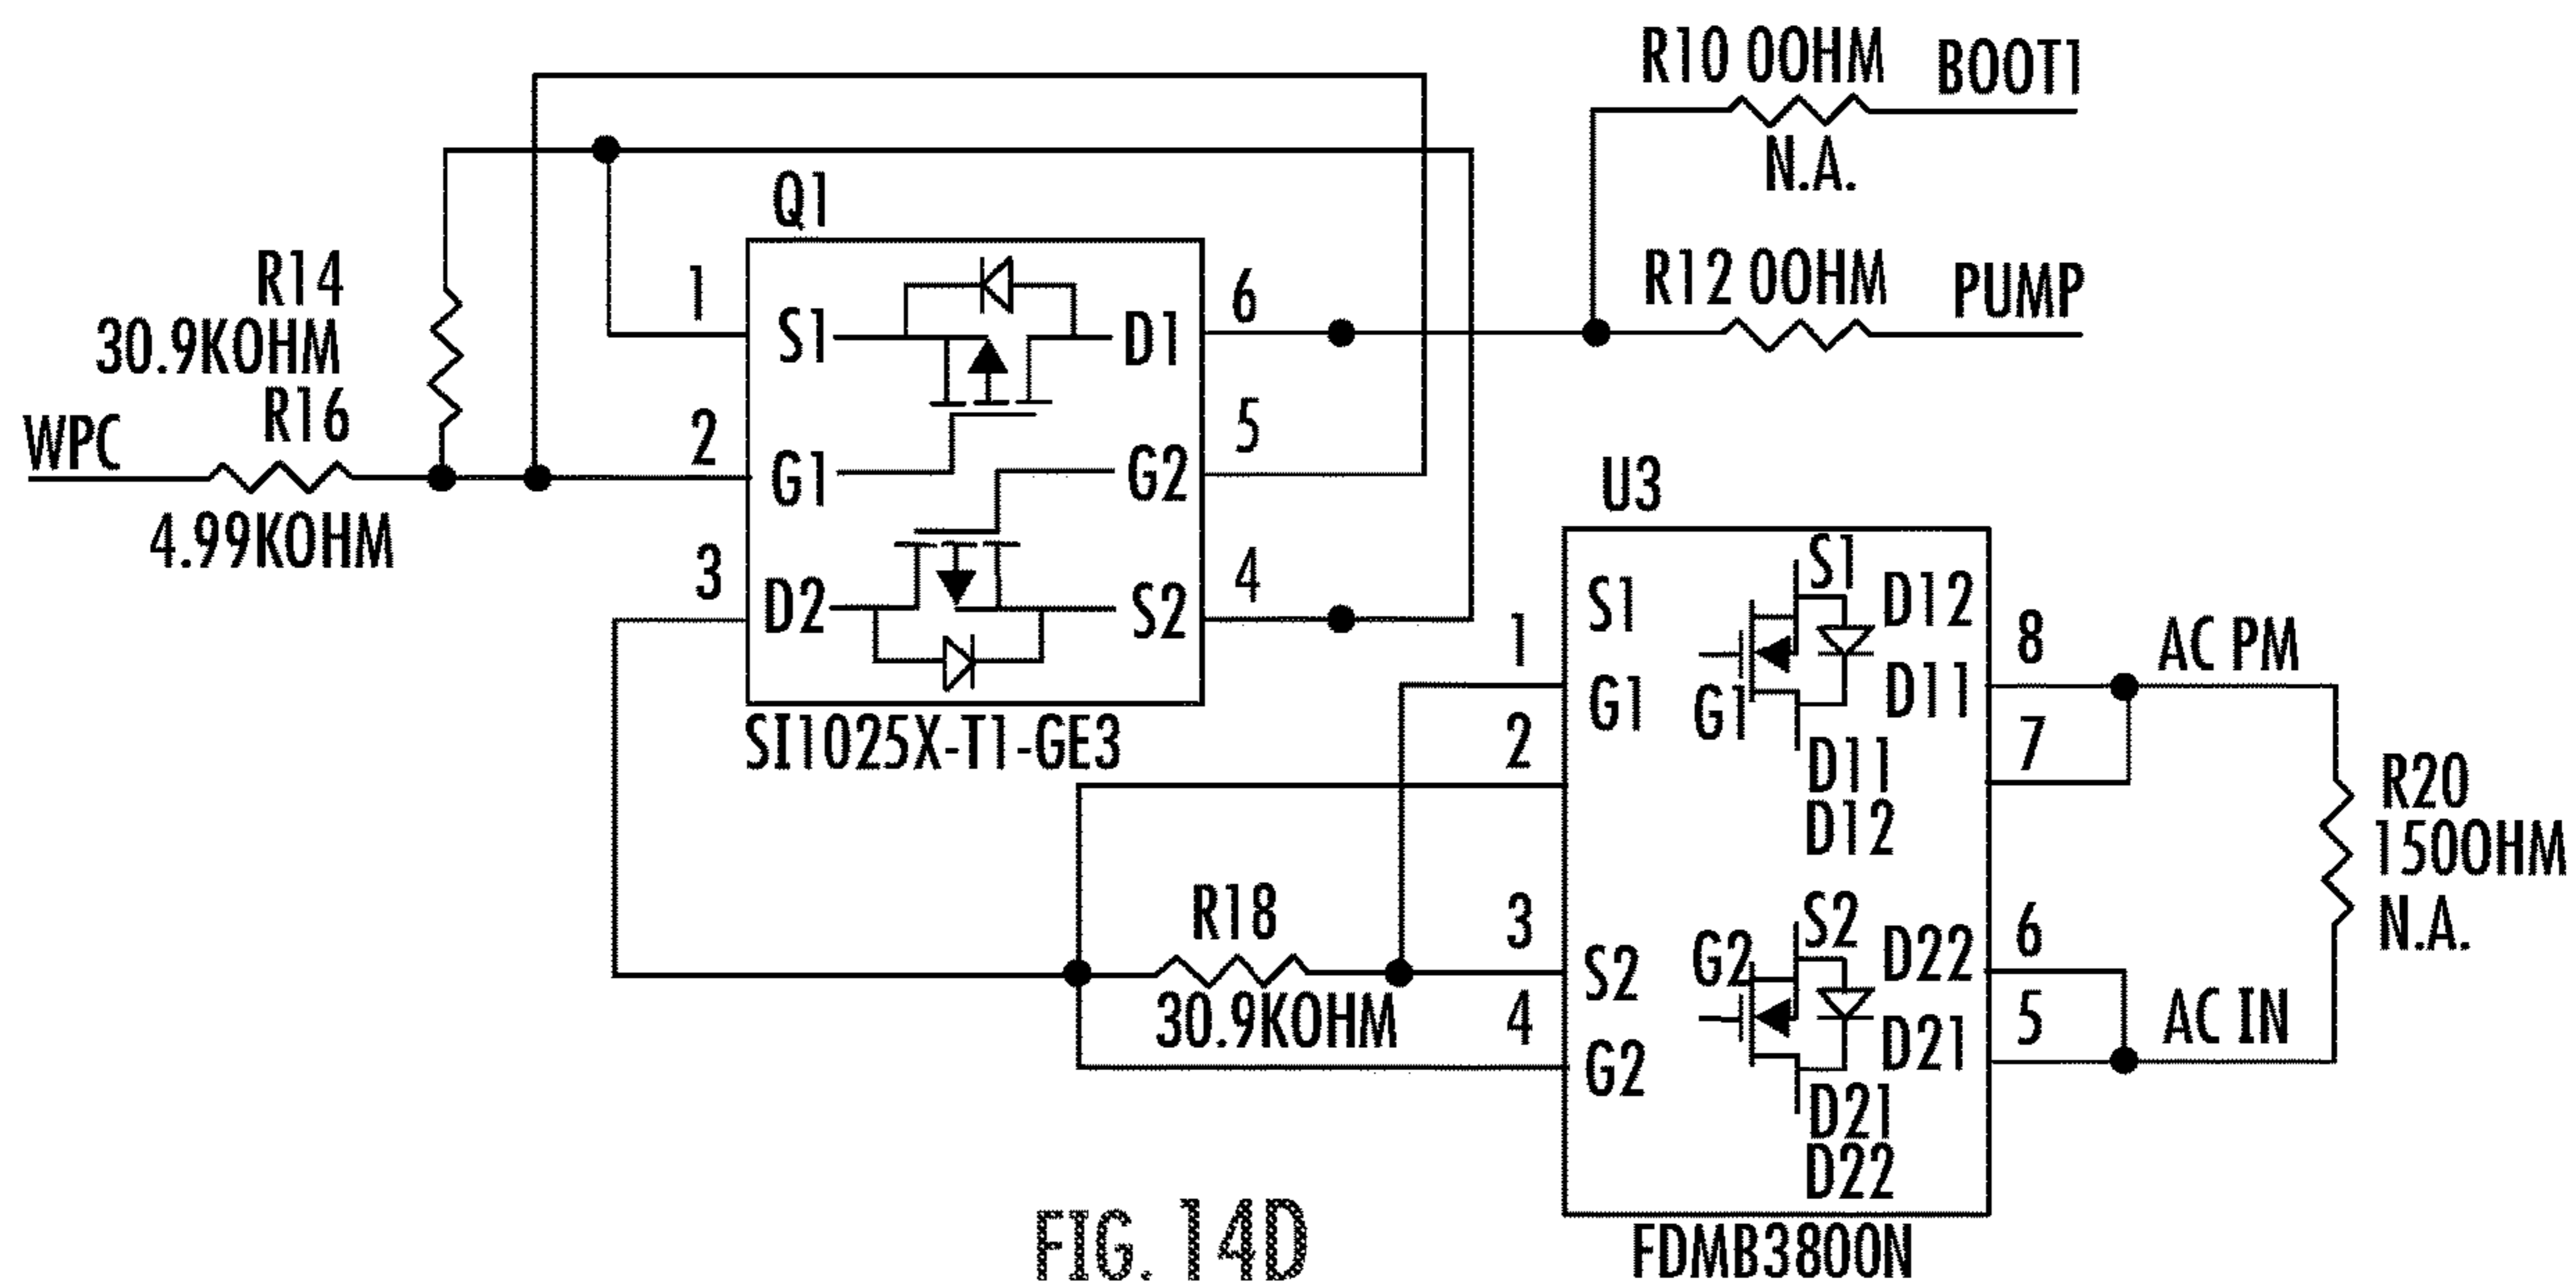 R10 0OHM BOOT1
N.A.
Q1
R14
30.9KOHM
R16
WPC
4.99KOHM
1
2
3
S1
G1
D2
D1
G2
S2
6
5
4
SI1025X-T1-GE3
R12 0OHM PUMP
U3
1
2
3
4
S1
G1
S2
G2
S1
G1
D11
D12
S2
G2
D21
D22
D12
D11
D22
D21
8
7
6
5
AC PM
AC IN
R20
150OHM
N.A.
R18
30.9KOHM
FDMB3800N
FIG. 14D